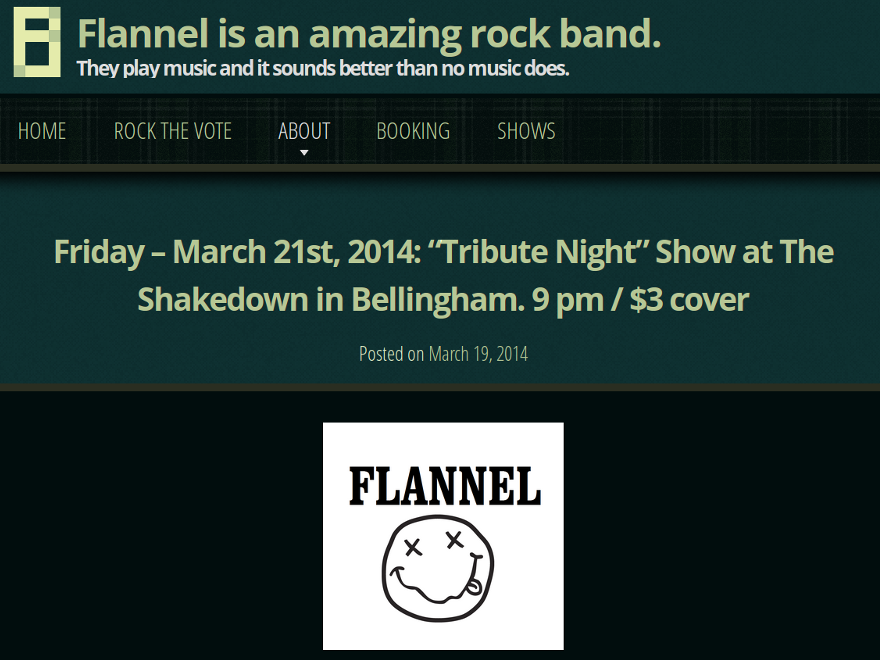 Flannel is an amazing rock band.
They play music and it sounds better than no music does.
HOME ROCK THE VOTE ABOUT BOOKING SHOWS
Friday – March 21st, 2014: “Tribute Night” Show at The
Shakedown in Bellingham. 9 pm / $3 cover
Posted on March 19, 2014
FLANNEL